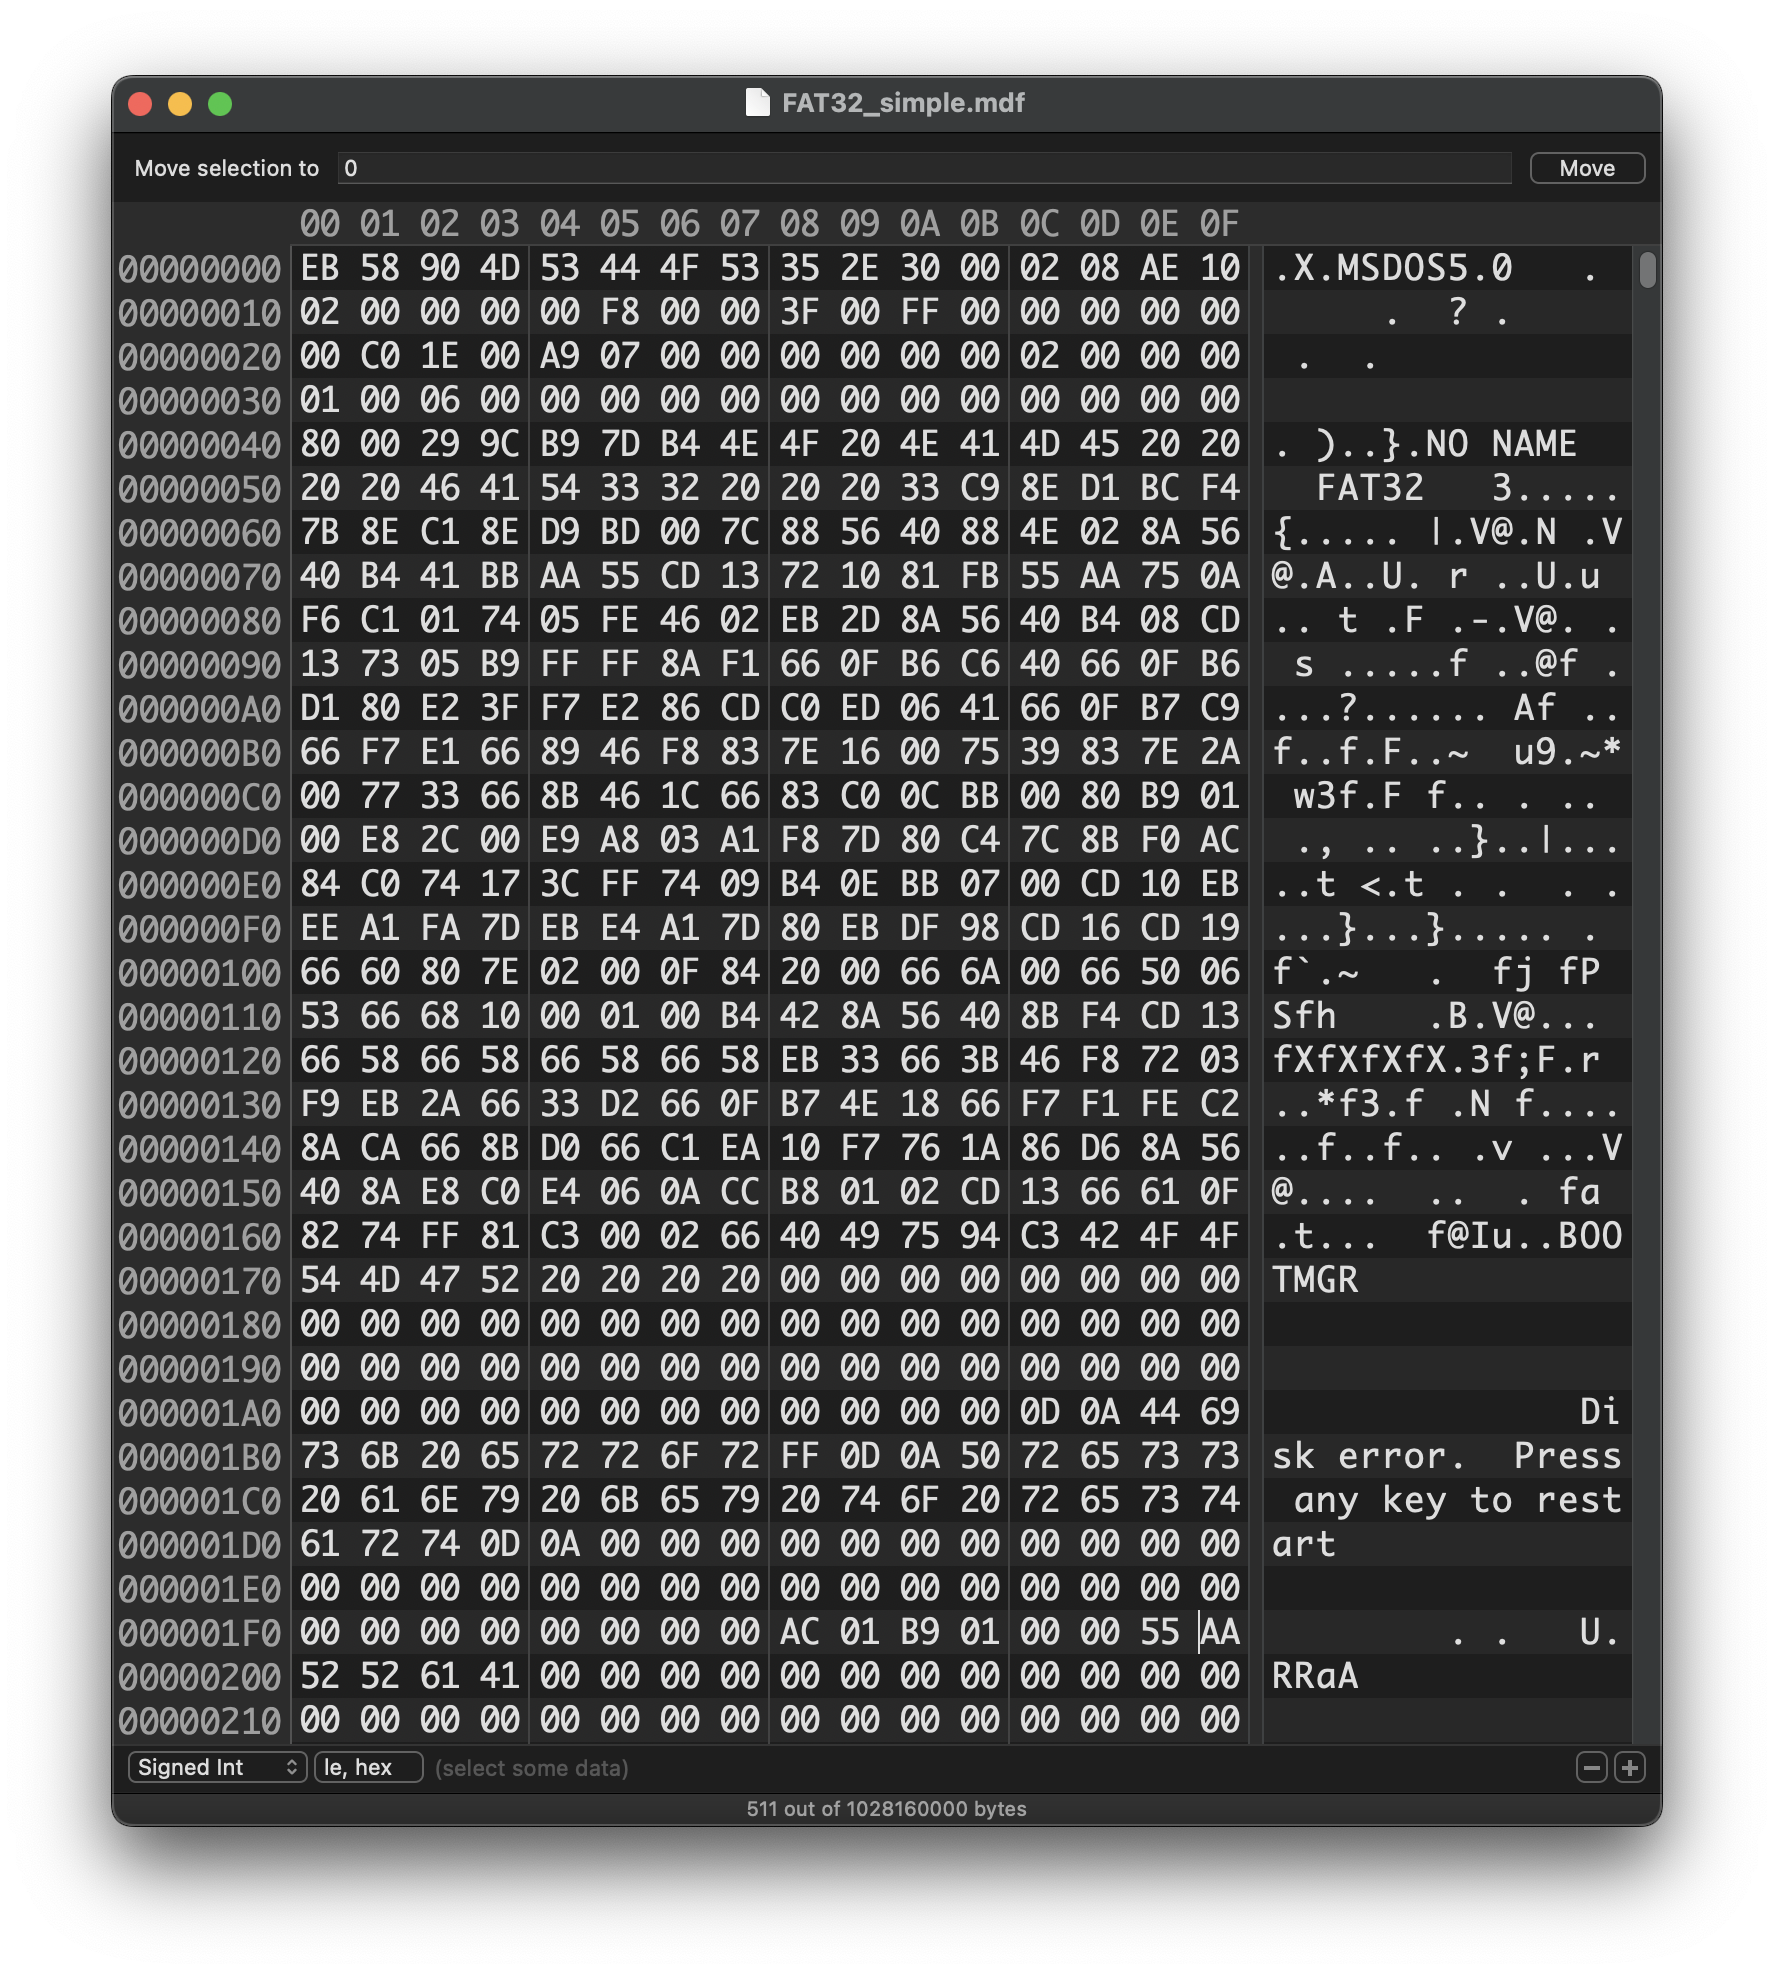 FAT32_simple.mdf
Move selection to 0 Move
00 01 02 03 04 05 06 07 08 09 0A 0B 0C 0D 0E 0F
00000000 EB 58 90 4D 53 44 4F 53 35 2E 30 00 02 08 AE 10 .X.MSDOS5.0 .
00000010 02 00 00 00 00 F8 00 00 3F 00 FF 00 00 00 00 00 . ? .
00000020 00 C0 1E 00 A9 07 00 00 00 00 00 00 02 00 00 00 . .
00000030 01 00 06 00 00 00 00 00 00 00 00 00 00 00 00 00
00000040 80 00 29 9C B9 7D B4 4E 4F 20 4E 41 4D 45 20 20 . )..}.NO NAME
00000050 20 20 46 41 54 33 32 20 20 20 33 C9 8E D1 BC F4 FAT32 3.....
00000060 7B 8E C1 8E D9 BD 00 7C 88 56 40 88 4E 02 8A 56 {..... |.V@.N .V
00000070 40 B4 41 BB AA 55 CD 13 72 10 81 FB 55 AA 75 0A @.A..U. r ..U.u
00000080 F6 C1 01 74 05 FE 46 02 EB 2D 8A 56 40 B4 08 CD .. t .F .-.V@. .
00000090 13 73 05 B9 FF FF 8A F1 66 0F B6 C6 40 66 0F B6 s .....f ..@f .
000000A0 D1 80 E2 3F F7 E2 86 CD C0 ED 06 41 66 0F B7 C9 ...?...... Af ..
000000B0 66 F7 E1 66 89 46 F8 83 7E 16 00 75 39 83 7E 2A f..f.F..~ u9.~*
000000C0 00 77 33 66 8B 46 1C 66 83 C0 0C BB 00 80 B9 01 w3f.F f.. . ..
000000D0 00 E8 2C 00 E9 A8 03 A1 F8 7D 80 C4 7C 8B F0 AC ., .. ..}..|...
000000E0 84 C0 74 17 3C FF 74 09 B4 0E BB 07 00 CD 10 EB ..t <.t . . . .
000000F0 EE A1 FA 7D EB E4 A1 7D 80 EB DF 98 CD 16 CD 19 ...}...}..... .
00000100 66 60 80 7E 02 00 0F 84 20 00 66 6A 00 66 50 06 f`.~ . fj fP
00000110 53 66 68 10 00 01 00 B4 42 8A 56 40 8B F4 CD 13 Sfh .B.V@...
00000120 66 58 66 58 66 58 66 58 EB 33 66 3B 46 F8 72 03 fXfXfXfX.3f;F.r
00000130 F9 EB 2A 66 33 D2 66 0F B7 4E 18 66 F7 F1 FE C2 ..*f3.f .N f....
00000140 8A CA 66 8B D0 66 C1 EA 10 F7 76 1A 86 D6 8A 56 ..f..f.. .v ...V
00000150 40 8A E8 C0 E4 06 0A CC B8 01 02 CD 13 66 61 0F @.... .. . fa
00000160 82 74 FF 81 C3 00 02 66 40 49 75 94 C3 42 4F 4F .t... f@Iu..BOO
00000170 54 4D 47 52 20 20 20 20 00 00 00 00 00 00 00 00 TMGR
00000180 00 00 00 00 00 00 00 00 00 00 00 00 00 00 00 00
00000190 00 00 00 00 00 00 00 00 00 00 00 00 00 00 00 00
000001A0 00 00 00 00 00 00 00 00 00 00 00 00 0D 0A 44 69 Di
000001B0 73 6B 20 65 72 72 6F 72 FF 0D 0A 50 72 65 73 73 sk error. Press
000001C0 20 61 6E 79 20 6B 65 79 20 74 6F 20 72 65 73 74 any key to rest
000001D0 61 72 74 0D 0A 00 00 00 00 00 00 00 00 00 00 00 art
000001E0 00 00 00 00 00 00 00 00 00 00 00 00 00 00 00 00
000001F0 00 00 00 00 00 00 00 00 AC 01 B9 01 00 00 55 AA . . U.
00000200 52 52 61 41 00 00 00 00 00 00 00 00 00 00 00 00 RRaA
00000210 00 00 00 00 00 00 00 00 00 00 00 00 00 00 00 00
Signed Int le, hex (select some data)
511 out of 1028160000 bytes